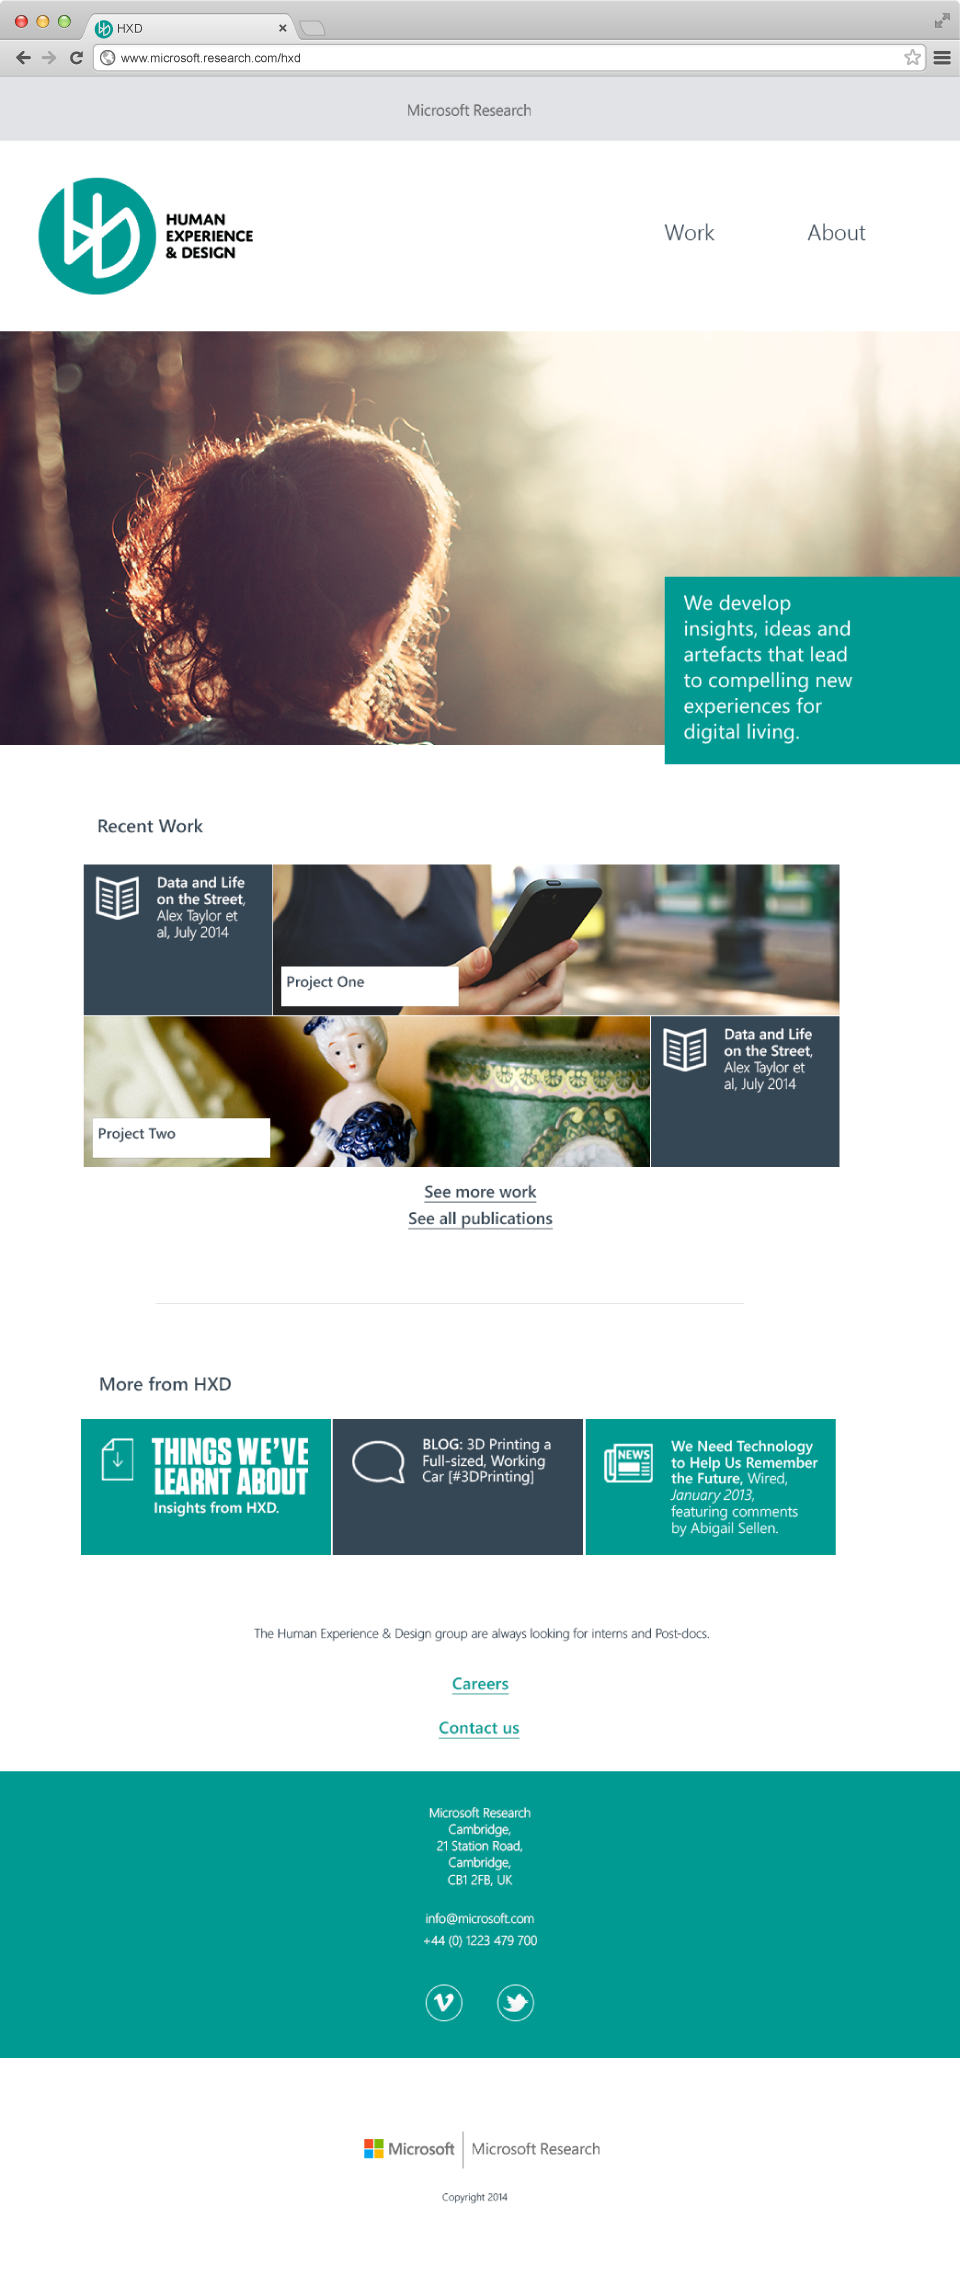 HXD
www.microsoft.research.com/hxd
Microsoft Research
HUMAN
EXPERIENCE
& DESIGN
Work
About
We develop
insights, ideas and
artefacts that lead
to compelling new
experiences for
digital living.
Recent Work
Data and Life
on the Street,
Alex Taylor et
al, July 2014
Project One
Project Two
Data and Life
on the Street,
Alex Taylor et
al, July 2014
See more work
See all publications
More from HXD
THINGS WE'VE
LEARNT ABOUT
Insights from HXD.
BLOG: 3D Printing a
Full-sized, Working
Car [#3DPrinting]
NEWS
We Need Technology
to Help Us Remember
the Future, Wired,
January 2013,
featuring comments
by Abigail Sellen.
The Human Experience & Design group are always looking for interns and Post-docs.
Careers
Contact us
Microsoft Research
Cambridge,
21 Station Road,
Cambridge,
CB1 2FB, UK
info@microsoft.com
+44 (0) 1223 479 700
Microsoft
Microsoft Research
Copyright 2014